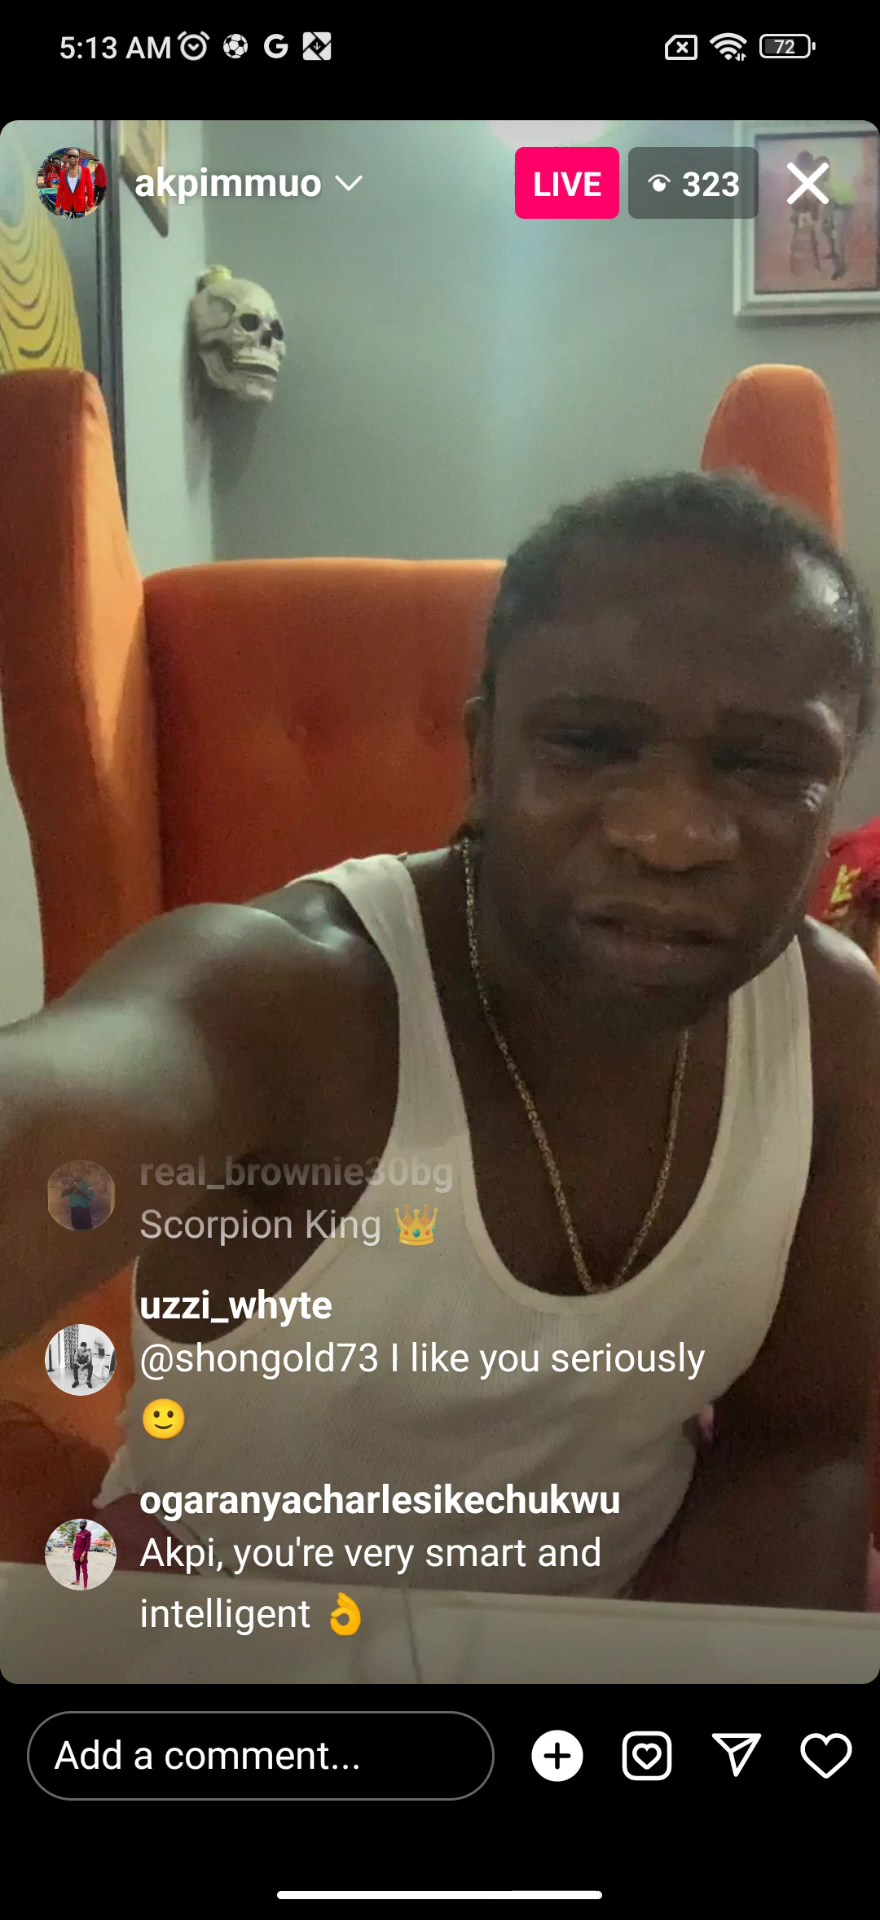 5:13 AM
72
akpimmuo
LIVE
323
real_brownie30bg
Scorpion King 👑
uzzi_whyte
@shongold73 I like you seriously
🙂
ogaranyacharlesikechukwu
Akpi, you're very smart and
intelligent 👌
Add a comment...